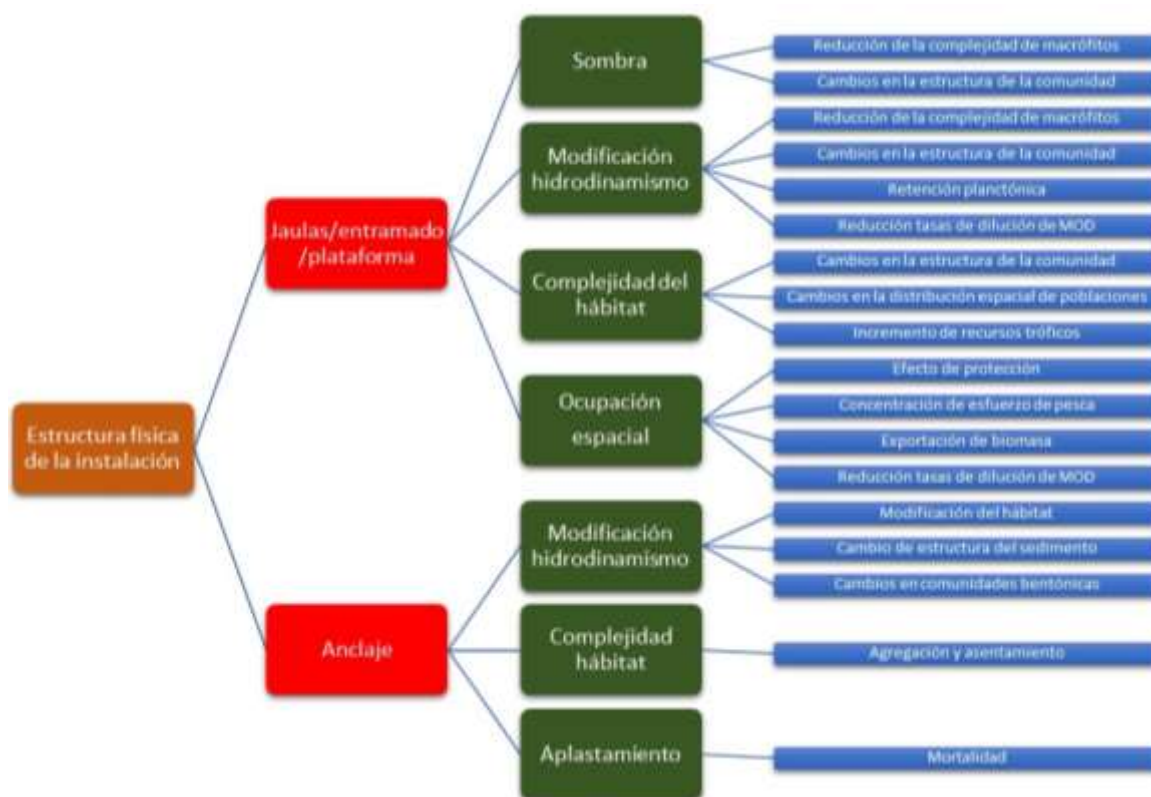 Estructura física
de la instalación
Jaulas/entramado
/plataforma
Sombra
Reducción de la complejidad de macrófitos
Cambios en la estructura de la comunidad
Modificación
hidrodinamismo
Reducción de la complejidad de macrófitos
Cambios en la estructura de la comunidad
Retención planctónica
Reducción tasas de dilución de MOD
Complejidad del
hábitat
Cambios en la estructura de la comunidad
Cambios en la distribución espacial de poblaciones
Incremento de recursos tróficos
Ocupación
espacial
Efecto de protección
Concentración de esfuerzo de pesca
Exportación de biomasa
Reducción tasas de dilución de MOD
Anclaje
Modificación
hidrodinamismo
Modificación del hábitat
Cambio de estructura del sedimento
Cambios en comunidades bentónicas
Complejidad
hábitat
Agregación y asentamiento
Aplastamiento
Mortalidad